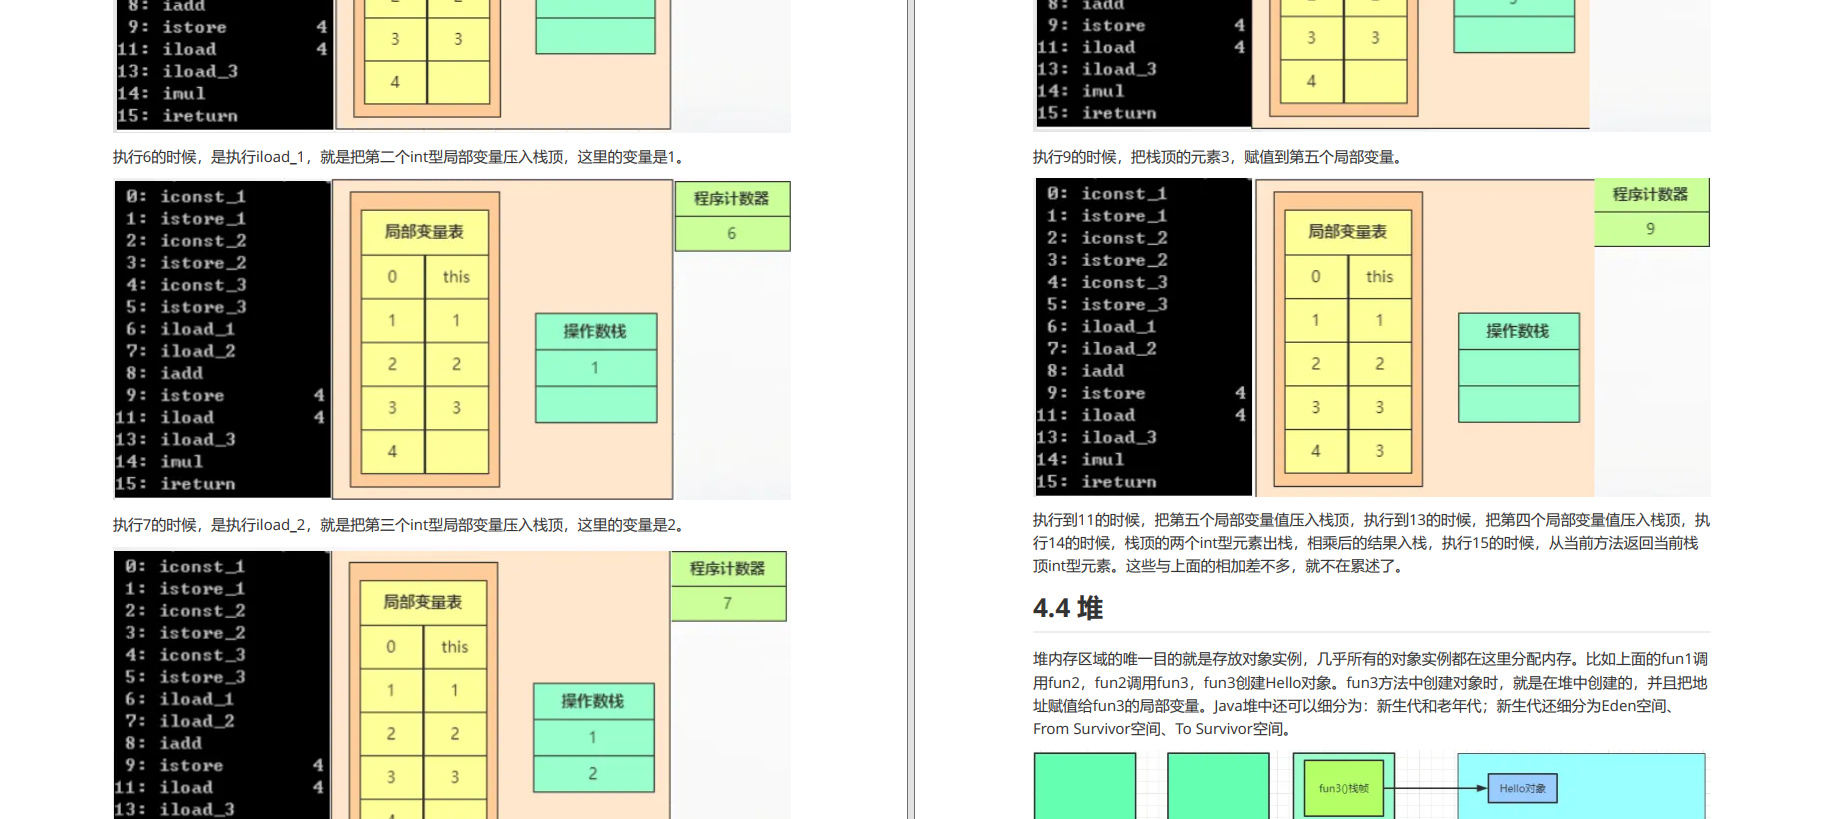 8: iadd
9: istore 4
11: iload 4
13: iload_3
14: imul
15: ireturn
3 3
4
执行6的时候，是执行iload_1，就是把第二个int型局部变量压入栈顶，这里的变量是1。
0: iconst_1
1: istore_1
2: iconst_2
3: istore_2
4: iconst_3
5: istore_3
6: iload_1
7: iload_2
8: iadd
9: istore 4
11: iload 4
13: iload_3
14: imul
15: ireturn
局部变量表
0 this
1 1
2 2
3 3
4
操作数栈
1
程序计数器
6
执行7的时候，是执行iload_2，就是把第三个int型局部变量压入栈顶，这里的变量是2。
0: iconst_1
1: istore_1
2: iconst_2
3: istore_2
4: iconst_3
5: istore_3
6: iload_1
7: iload_2
8: iadd
9: istore 4
11: iload 4
13: iload_3
局部变量表
0 this
1 1
2 2
3 3
操作数栈
1
2
程序计数器
7
8: iadd
9: istore 4
11: iload 4
13: iload_3
14: imul
15: ireturn
3 3
4
执行9的时候，把栈顶的元素3，赋值到第五个局部变量。
0: iconst_1
1: istore_1
2: iconst_2
3: istore_2
4: iconst_3
5: istore_3
6: iload_1
7: iload_2
8: iadd
9: istore 4
11: iload 4
13: iload_3
14: imul
15: ireturn
局部变量表
0 this
1 1
2 2
3 3
4 3
操作数栈
程序计数器
9
执行到11的时候，把第五个局部变量值压入栈顶，执行到13的时候，把第四个局部变量值压入栈顶，执
行14的时候，栈顶的两个int型元素出栈，相乘后的结果入栈，执行15的时候，从当前方法返回当前栈
顶int型元素。这些与上面的相加差不多，就不在累述了。
4.4 堆
堆内存区域的唯一目的就是存放对象实例，几乎所有的对象实例都在这里分配内存。比如上面的fun1调
用fun2，fun2调用fun3，fun3创建Hello对象。fun3方法中创建对象时，就是在堆中创建的，并且把地
址赋值给fun3的局部变量。Java堆中还可以细分为：新生代和老年代；新生代还细分为Eden空间、
From Survivor空间、To Survivor空间。
fun3()栈帧
Hello对象